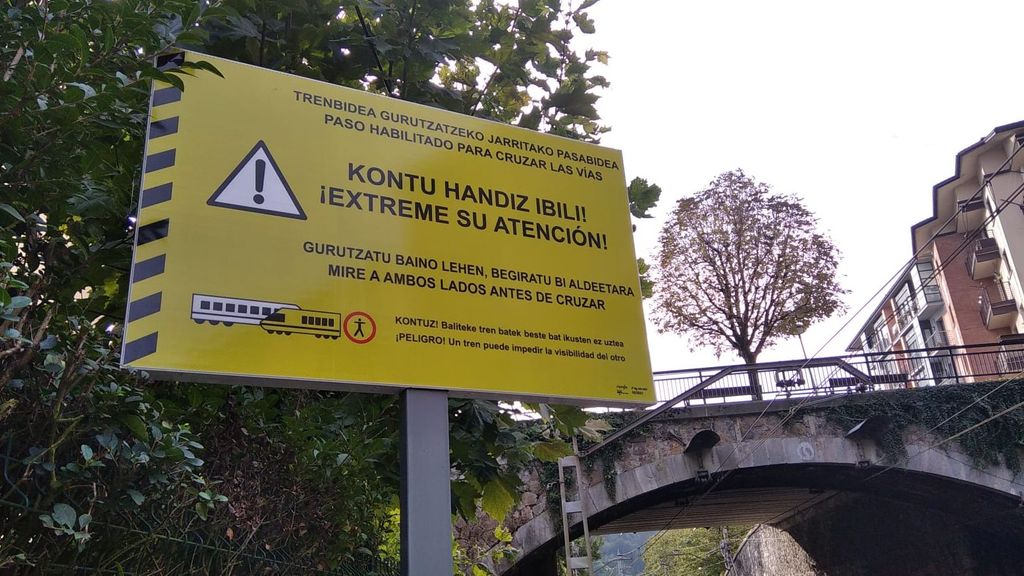 TRENBIDEA GURUTZATZEKO JARRITAKO PASABIDEA
PASO HABILITADO PARA CRUZAR LAS VÍAS
KONTU HANDIZ IBILI!
¡EXTREME SU ATENCIÓN!
GURUTZATU BAINO LEHEN, BEGIRATU BI ALDEETARA
MIRE A AMBOS LADOS ANTES DE CRUZAR
KONTUZ! Baliteke tren batek beste bat ikusten ez uztea
¡PELIGRO! Un tren puede impedir la visibilidad del otro